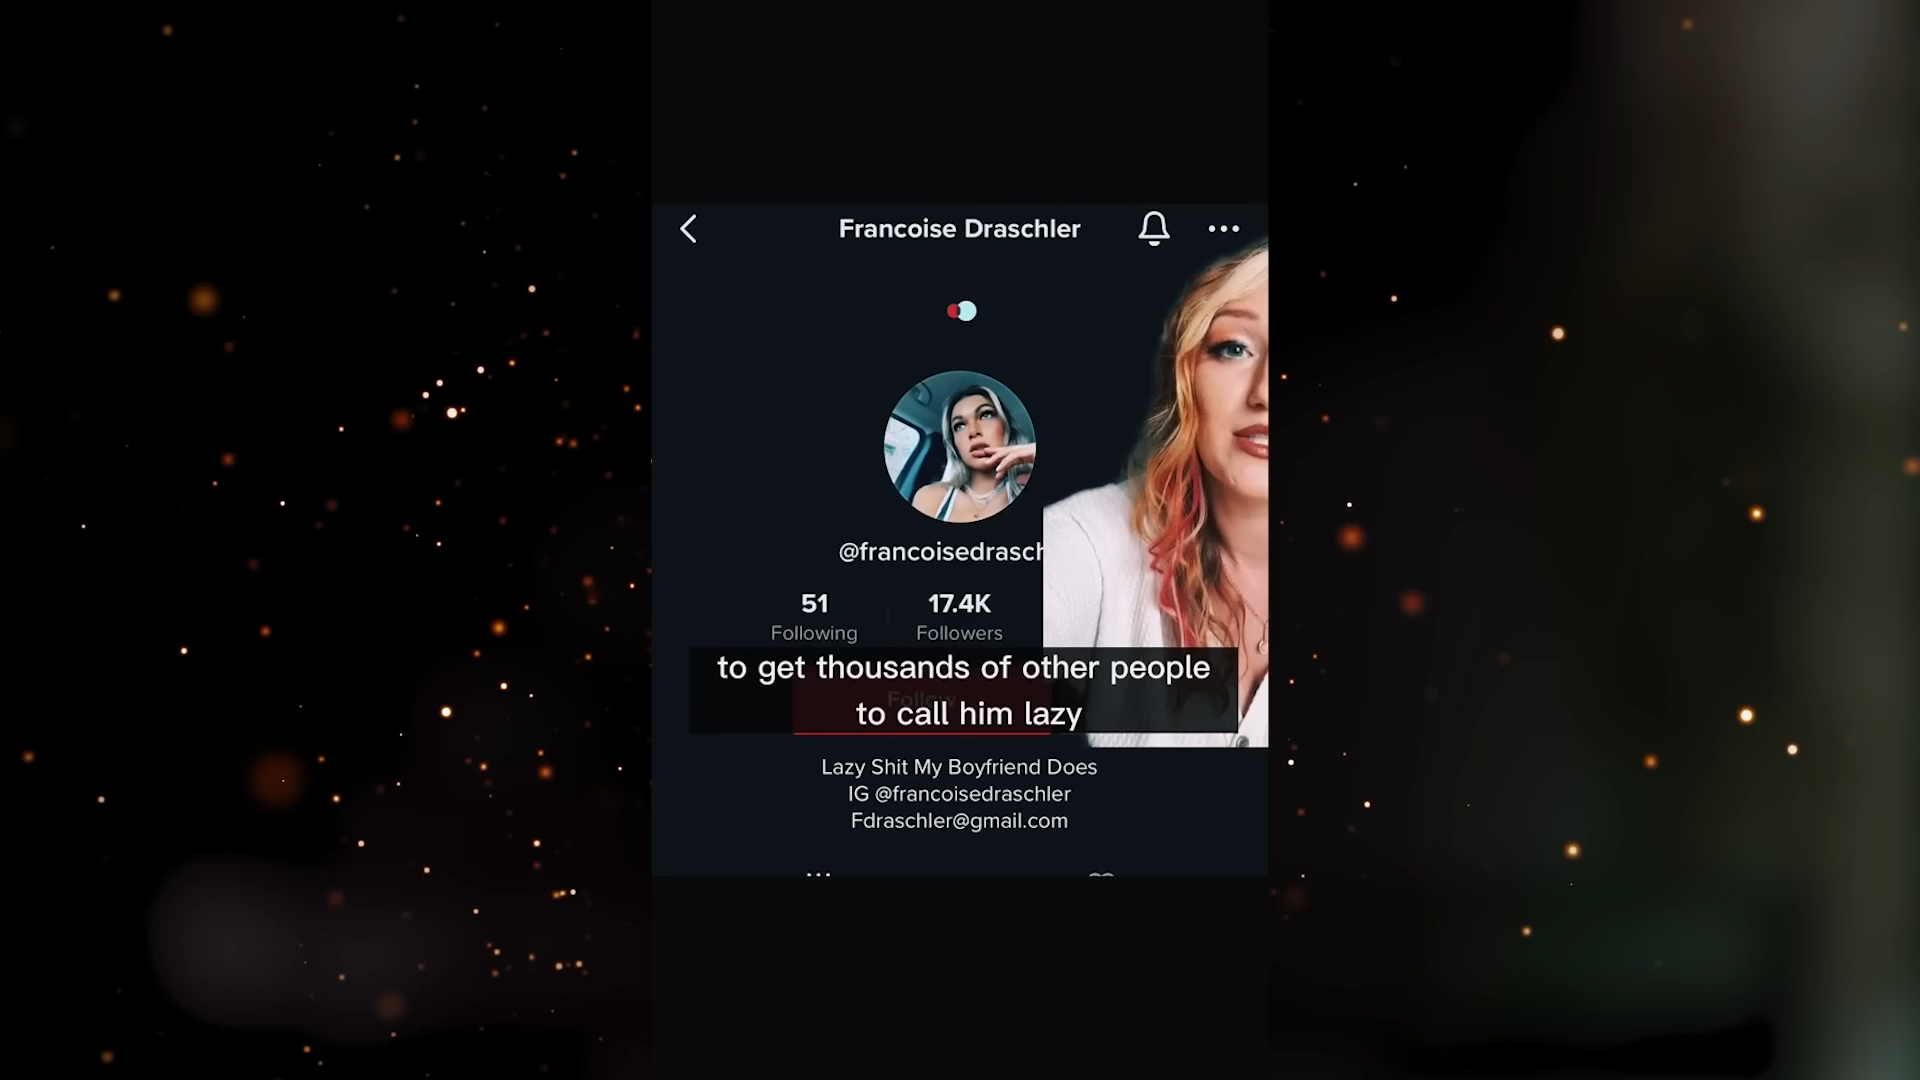 Francoise Draschler
@francoisedrasch
51
17.4K
Following
Followers
to get thousands of other people
to call him lazy
Follow
Lazy Shit My Boyfriend Does
IG @francoisedraschler
Fdraschler@gmail.com